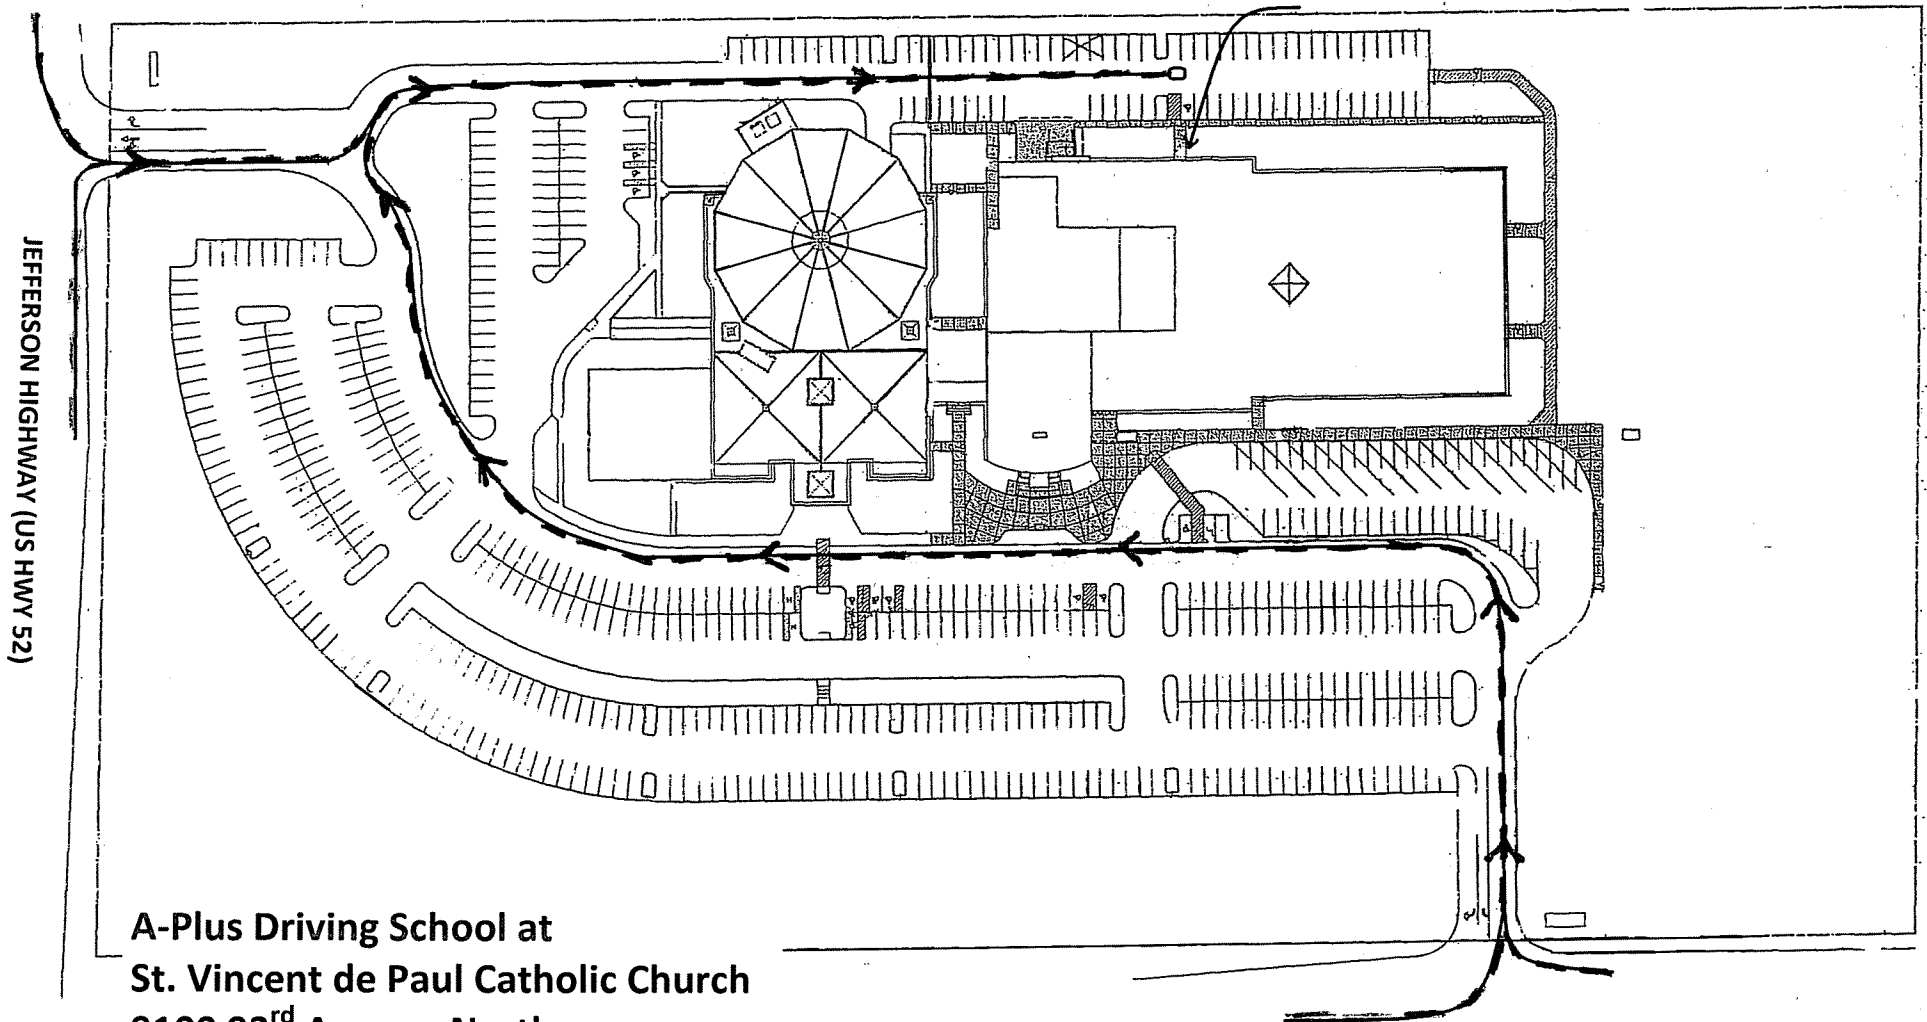 JEFFERSON HIGHWAY (US HWY 52)
A-Plus Driving School at
St. Vincent de Paul Catholic Church